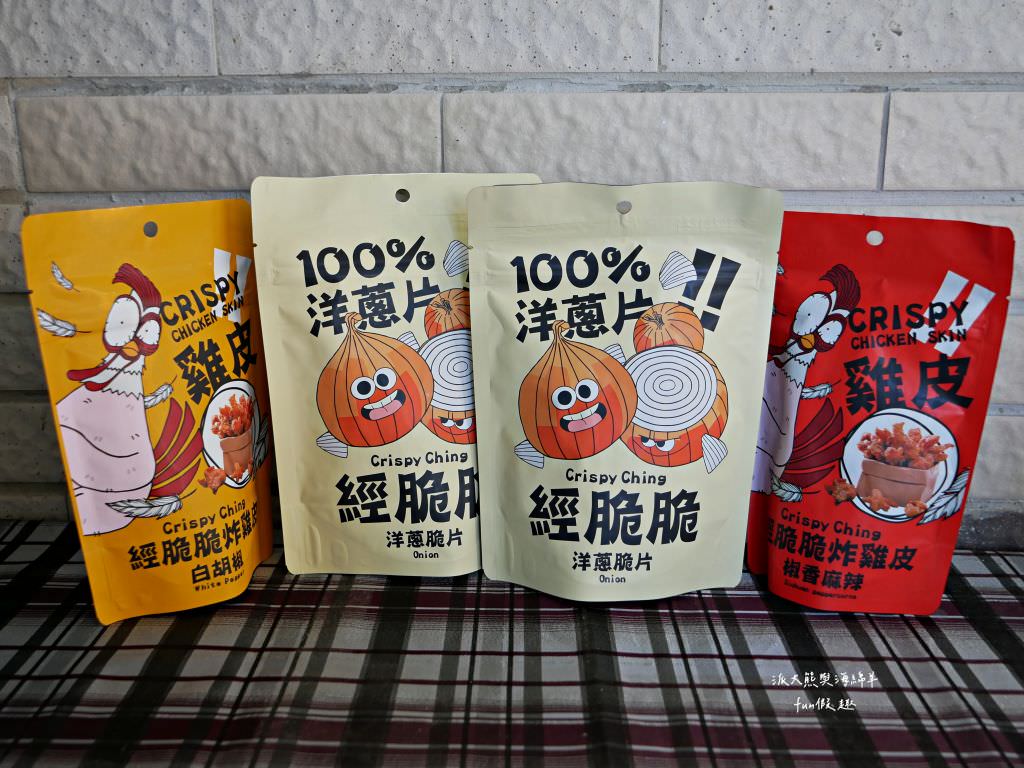 CRISPY
CHICKEN SKIN
雞皮
!!
Crispy Ching
經脆脆炸雞皮
白胡椒
White Pepper
100%
洋蔥片
Crispy Ching
經脆脆
洋蔥脆片
Onion
100%
洋蔥片!!
Crispy Ching
經脆脆
洋蔥脆片
Onion
CRISPY
CHICKEN SKIN
雞皮
!!
Crispy Ching
經脆脆炸雞皮
椒香麻辣
Sichuan Peppercorns
派大熊與海綿羊
fun假趣